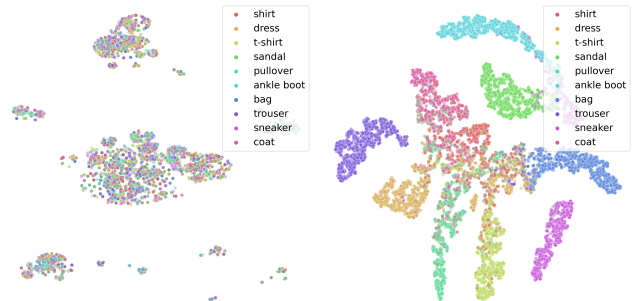 shirt
dress
t-shirt
sandal
pullover
ankle boot
bag
trouser
sneaker
coat
shirt
dress
t-shirt
sandal
pullover
ankle boot
bag
trouser
sneaker
coat